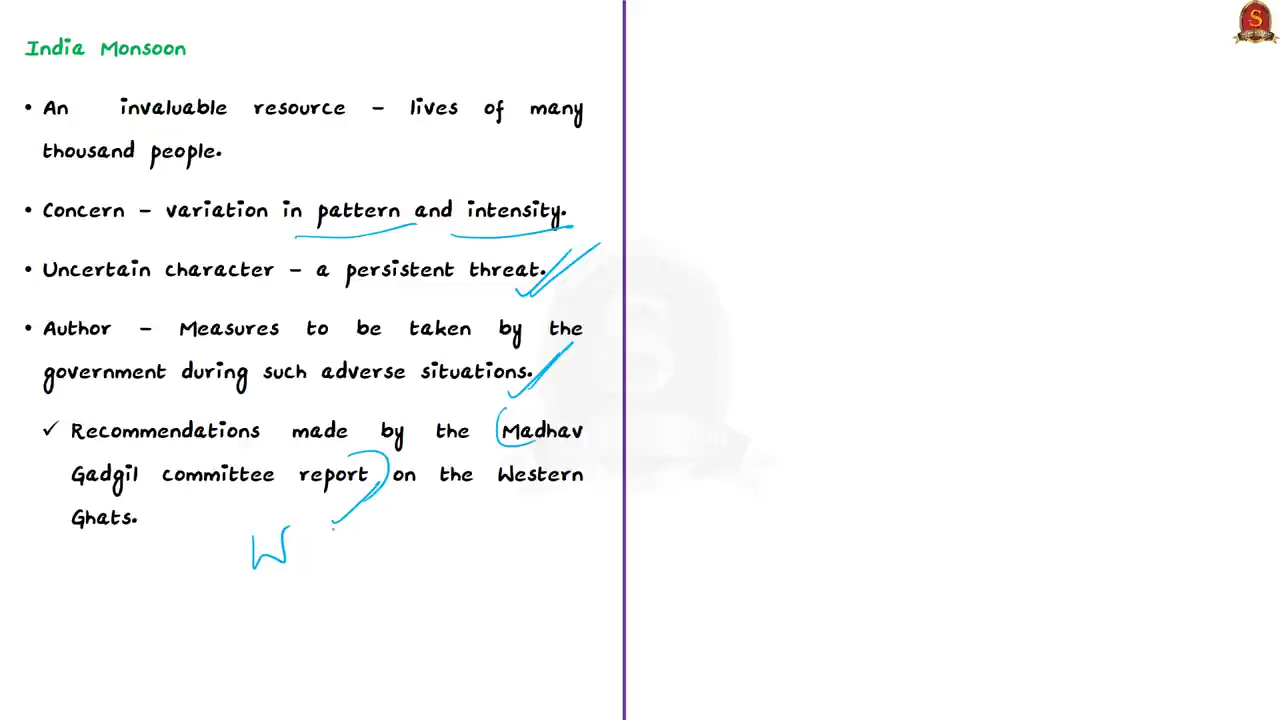 India Monsoon
• An invaluable resource – lives of many
thousand people.
• Concern – variation in pattern and intensity.
• Uncertain character – a persistent threat.
• Author – Measures to be taken by the
government during such adverse situations.
✓ Recommendations made by the Madhav
Gadgil committee report on the Western
Ghats.
W